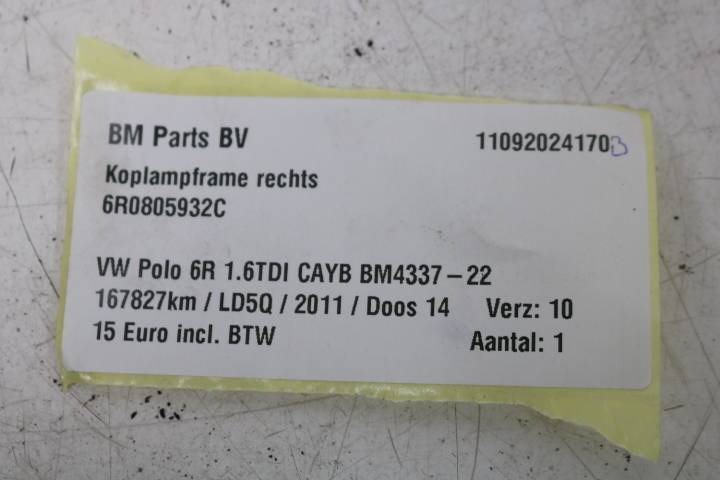 BM Parts BV 11092024170B
Koplampframe rechts
6R0805932C
VW Polo 6R 1.6TDI CAYB BM4337-22
167827km / LD5Q / 2011 / Doos 14 Verz: 10
15 Euro incl. BTW Aantal: 1